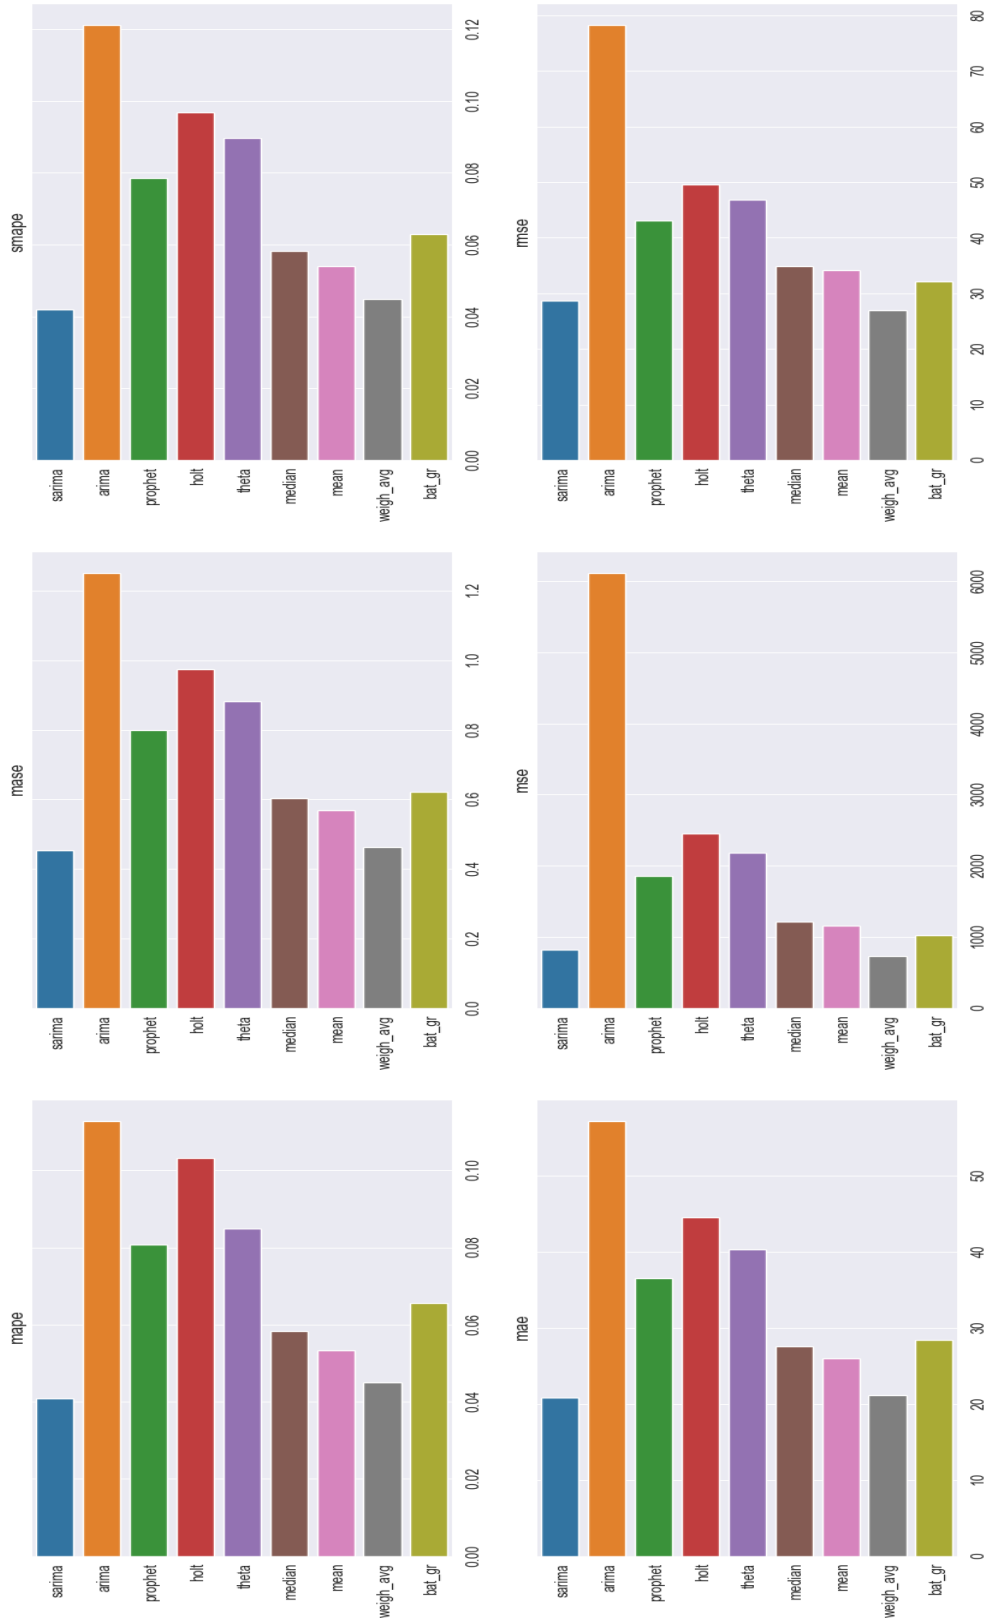 smape
0.12
0.10
0.08
0.06
0.04
0.02
0.00
sarima
arima
prophet
holt
theta
median
mean
weigh_avg
bat_gr
rmse
80
70
60
50
40
30
20
10
0
sarima
arima
prophet
holt
theta
median
mean
weigh_avg
bat_gr
mase
1.2
1.0
0.8
0.6
0.4
0.2
0.0
sarima
arima
prophet
holt
theta
median
mean
weigh_avg
bat_gr
mse
6000
5000
4000
3000
2000
1000
0
sarima
arima
prophet
holt
theta
median
mean
weigh_avg
bat_gr
mape
0.10
0.08
0.06
0.04
0.02
0.00
sarima
arima
prophet
holt
theta
median
mean
weigh_avg
bat_gr
mae
50
40
30
20
10
0
sarima
arima
prophet
holt
theta
median
mean
weigh_avg
bat_gr